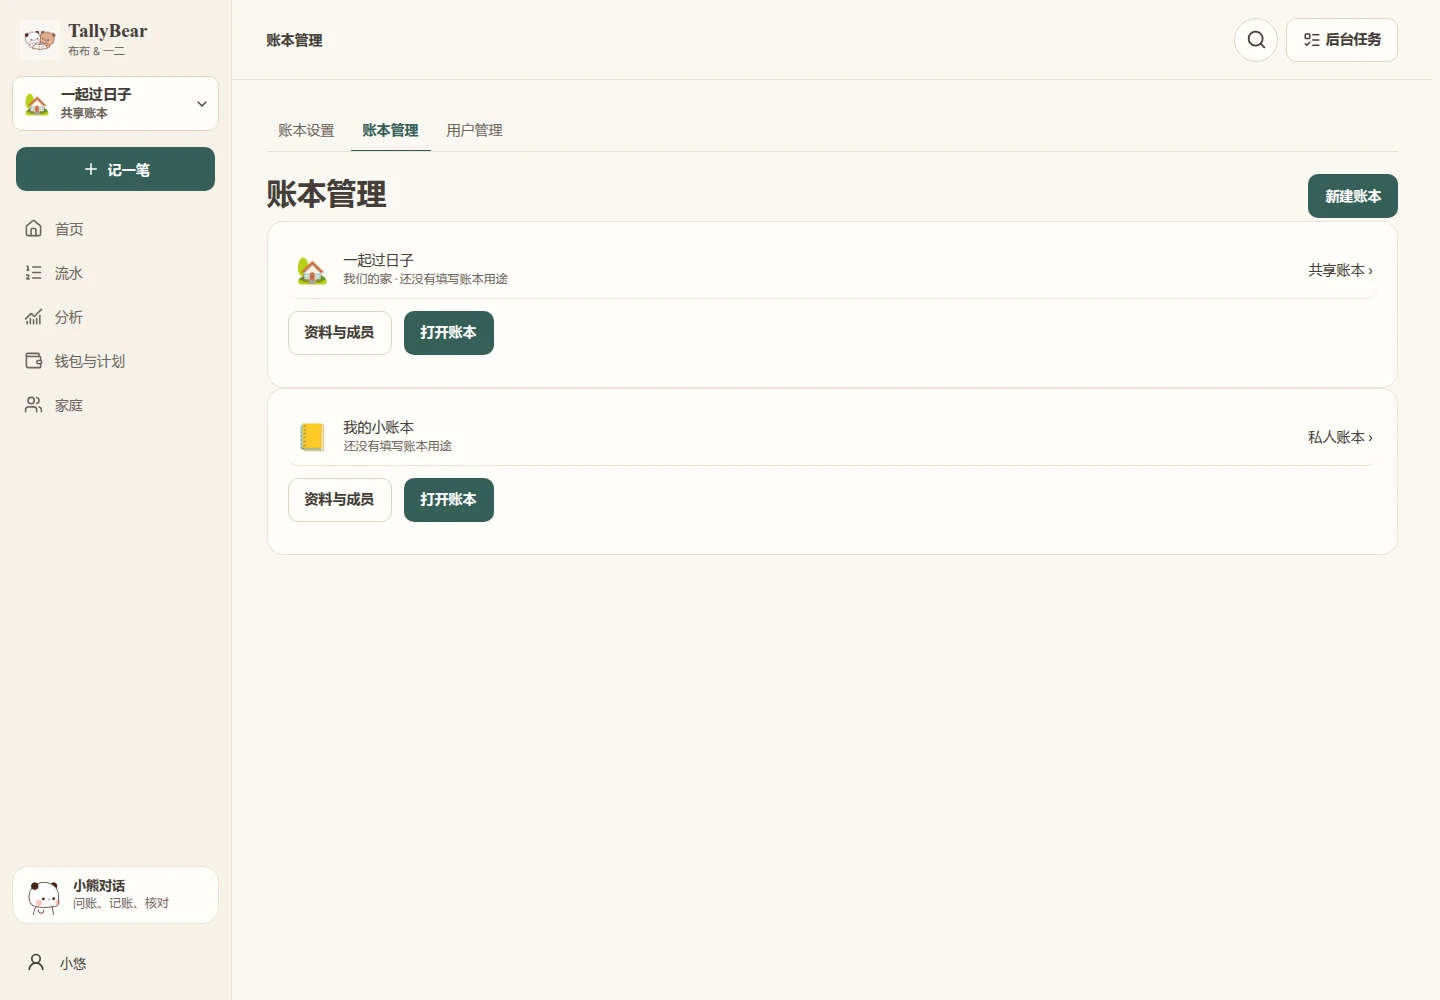 TallyBear
布布 & 一二
一起过日子
共享账本
记一笔
首页
流水
分析
钱包与计划
家庭
小熊对话
问账、记账、核对
小悠
账本管理
后台任务
账本设置
账本管理
用户管理
账本管理
新建账本
一起过日子
我们的家 · 还没有填写账本用途
共享账本 ›
资料与成员
打开账本
我的小账本
还没有填写账本用途
私人账本 ›
资料与成员
打开账本